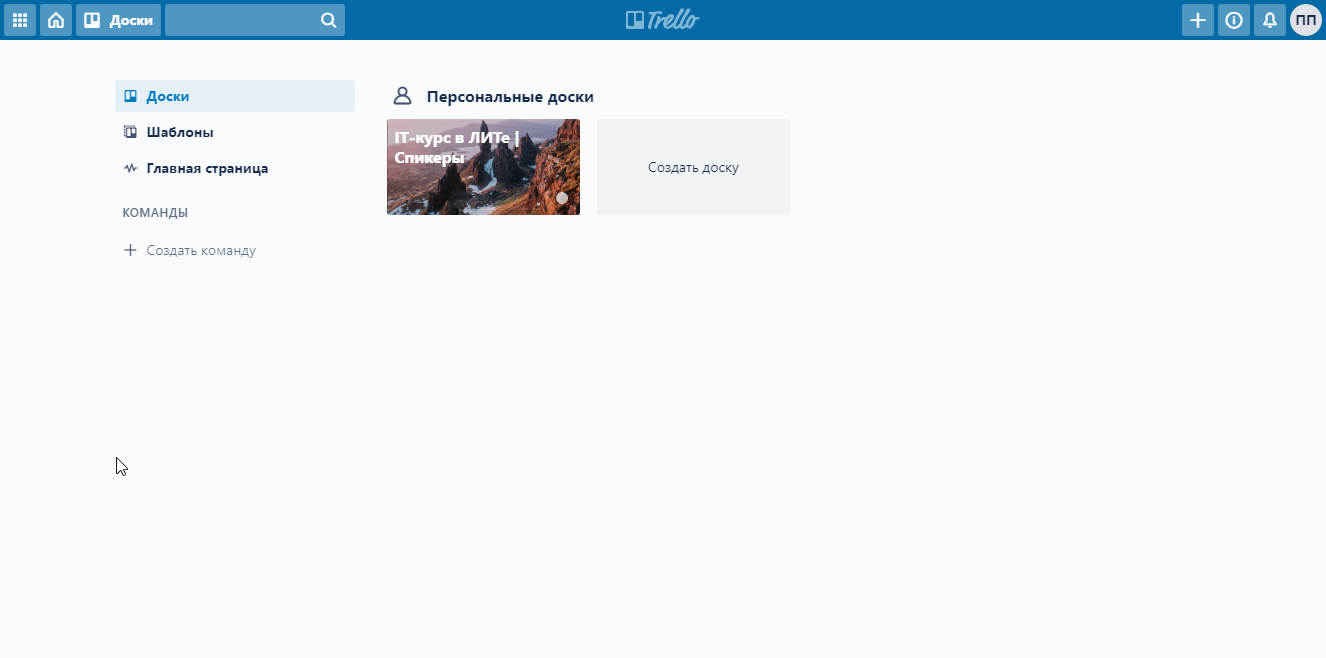 Доски
Trello
ПП
Доски
Шаблоны
Главная страница
КОМАНДЫ
Создать команду
Персональные доски
IT-курс в ЛИТе |
Спикеры
Создать доску